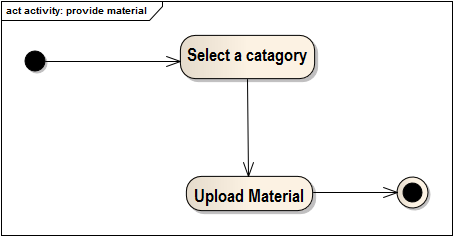 act activity: provide material
Select a catagory
Upload Material